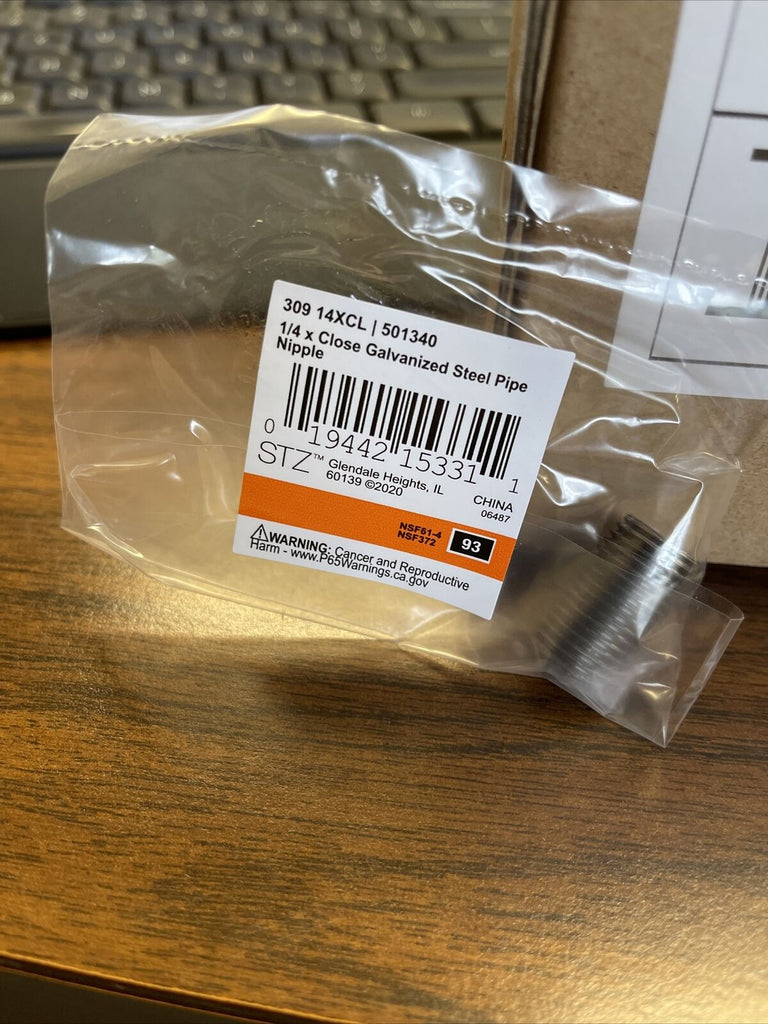 309 14XCL | 501340
1/4 x Close Galvanized Steel Pipe
Nipple
0 19442 15331 1
STZ™ Glendale Heights, IL
60139 ©2020
CHINA
06487
NSF61-4
NSF372
93
⚠WARNING: Cancer and Reproductive
Harm - www.P65Warnings.ca.gov